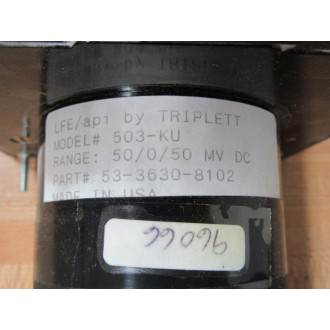 LFE/api by TRIPLETT
MODEL# 503-KU
RANGE: 50/0/50 MV DC
PART# 53-3630-8102
MADE IN USA
96066